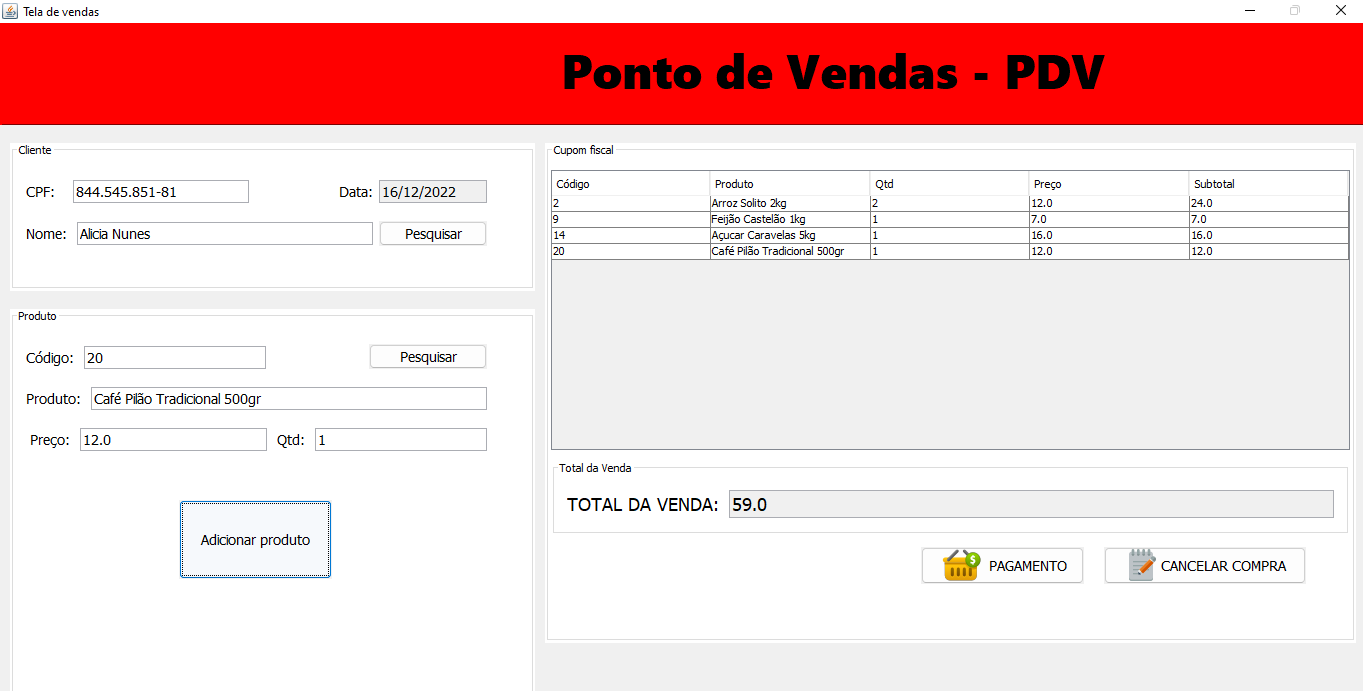 Tela de vendas
Ponto de Vendas - PDV
Cliente
CPF: 844.545.851-81 Data: 16/12/2022
Nome: Alicia Nunes Pesquisar
Produto
Código: 20 Pesquisar
Produto: Café Pilão Tradicional 500gr
Preço: 12.0 Qtd: 1
Adicionar produto
Cupom fiscal
Código Produto Qtd Preço Subtotal
2 Arroz Solito 2kg 2 12.0 24.0
9 Feijão Castelão 1kg 1 7.0 7.0
14 Açucar Caravelas 5kg 1 16.0 16.0
20 Café Pilão Tradicional 500gr 1 12.0 12.0
Total da Venda
TOTAL DA VENDA: 59.0
PAGAMENTO CANCELAR COMPRA